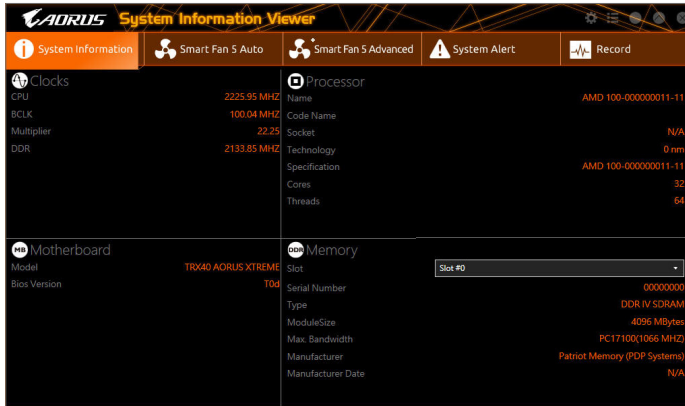 AORUS System Information Viewer
System Information
Smart Fan 5 Auto
Smart Fan 5 Advanced
System Alert
Record
Clocks
CPU 2225.95 MHZ
BCLK 100.04 MHZ
Multiplier 22.25
DDR 2133.85 MHZ
Processor
Name AMD 100-000000011-11
Code Name
Socket N/A
Technology 0 nm
Specification AMD 100-000000011-11
Cores 32
Threads 64
MB Motherboard
Model TRX40 AORUS XTREME
Bios Version T0d
DDR Memory
Slot Slot #0
Serial Number 00000000
Type DDR IV SDRAM
ModuleSize 4096 MBytes
Max. Bandwidth PC17100(1066 MHZ)
Manufacturer Patriot Memory (PDP Systems)
Manufacturer Date N/A